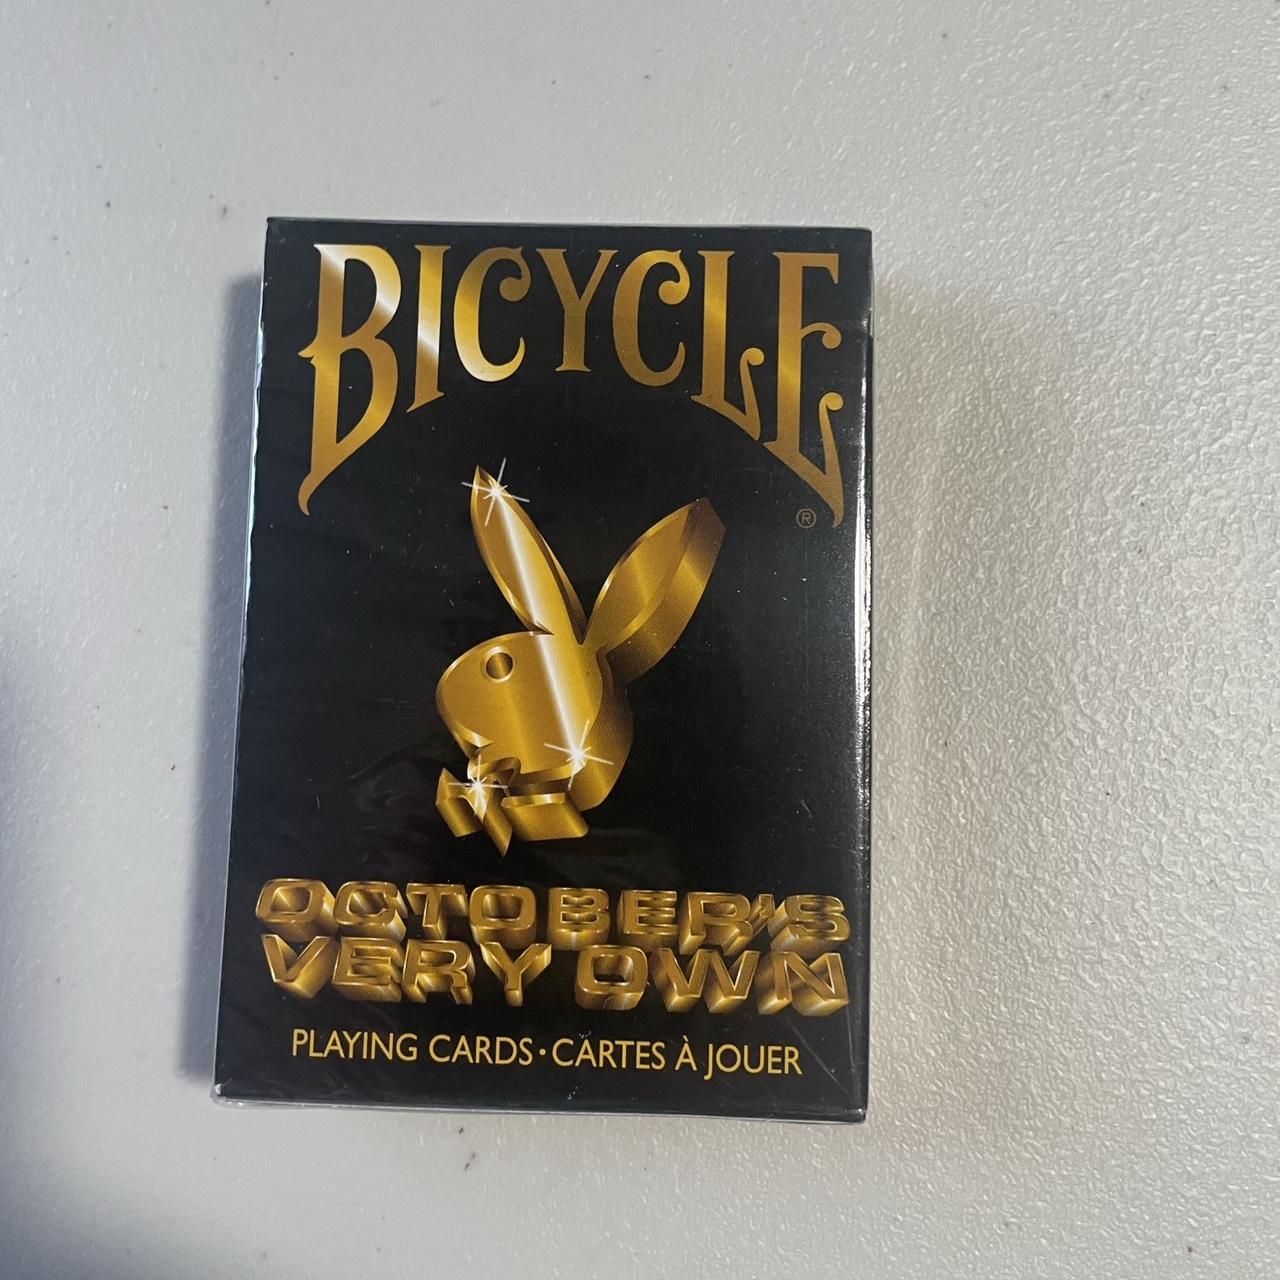 BICYCLE
®
OCTOBER'S
VERY OWN
PLAYING CARDS • CARTES À JOUER